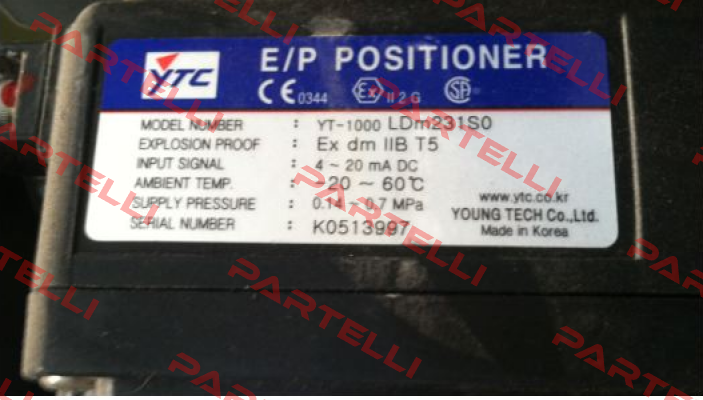 YTC
E/P POSITIONER
CE 0344 Ex II 2 G SA
MODEL NUMBER : YT-1000 LDm231S0
EXPLOSION PROOF : Ex dm IIB T5
INPUT SIGNAL : 4 ~ 20 mA DC
AMBIENT TEMP. : -20 ~ 60℃
SUPPLY PRESSURE : 0.14 ~ 0.7 MPa
SERIAL NUMBER : K0513997
www.ytc.co.kr
YOUNG TECH Co.,Ltd.
Made in Korea
PARTELLI
PARTELLI
PARTELLI
PARTELLI
PARTELLI
PARTELLI
PARTELLI
PARTELLI